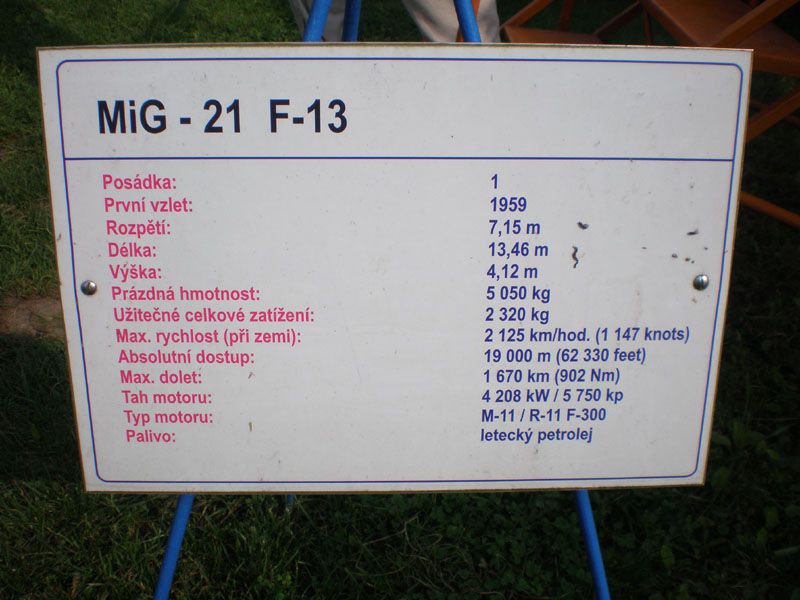 MiG - 21 F-13
Posádka: 1
První vzlet: 1959
Rozpětí: 7,15 m
Délka: 13,46 m
Výška: 4,12 m
Prázdná hmotnost: 5 050 kg
Užitečné celkové zatížení: 2 320 kg
Max. rychlost (při zemi): 2 125 km/hod. (1 147 knots)
Absolutní dostup: 19 000 m (62 330 feet)
Max. dolet: 1 670 km (902 Nm)
Tah motoru: 4 208 kW / 5 750 kp
Typ motoru: M-11 / R-11 F-300
Palivo: letecký petrolej